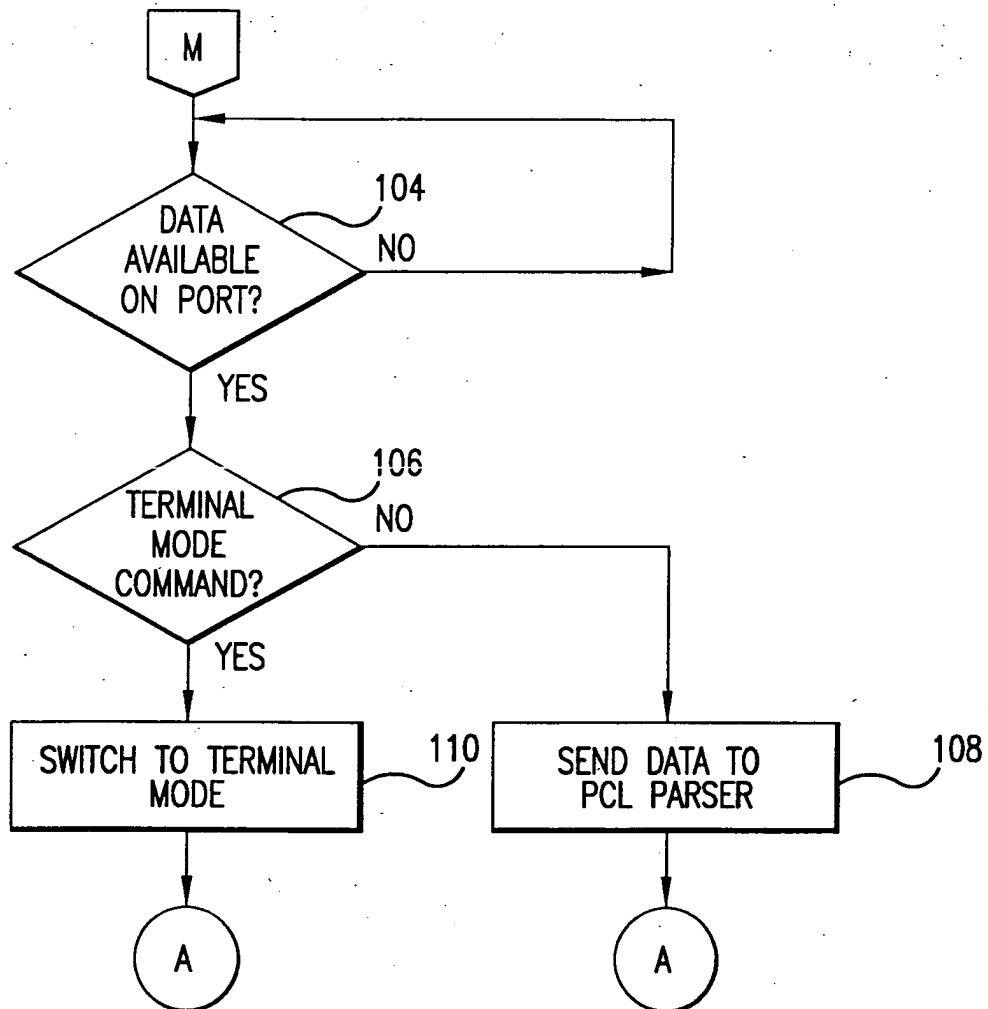 M
104
DATA
AVAILABLE
ON PORT?
NO
YES
106
TERMINAL
MODE
COMMAND?
NO
YES
SWITCH TO TERMINAL
MODE
110
SEND DATA TO
PCL PARSER
108
A
A